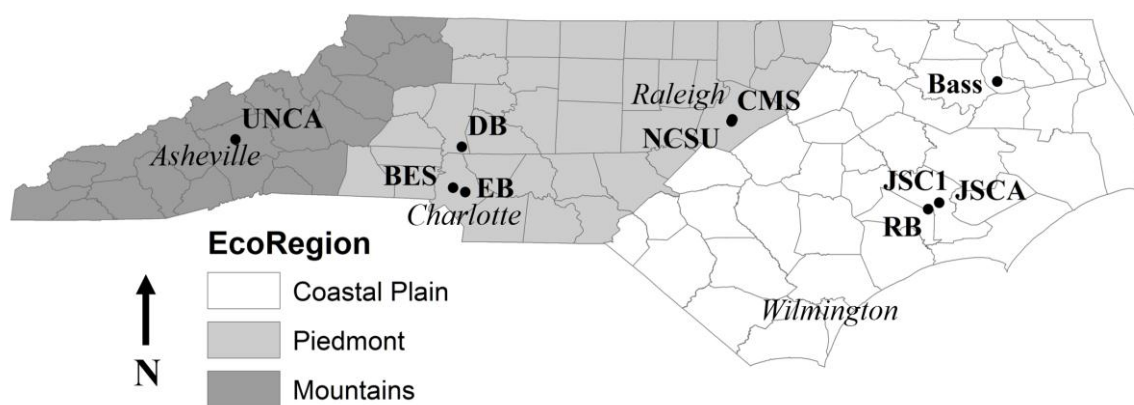 Bass
Raleigh
CMS
UNCA
DB
NCSU
Asheville
BES
EB
JSC1
JSCA
Charlotte
RB
EcoRegion
Coastal Plain
Wilmington
Piedmont
N
Mountains